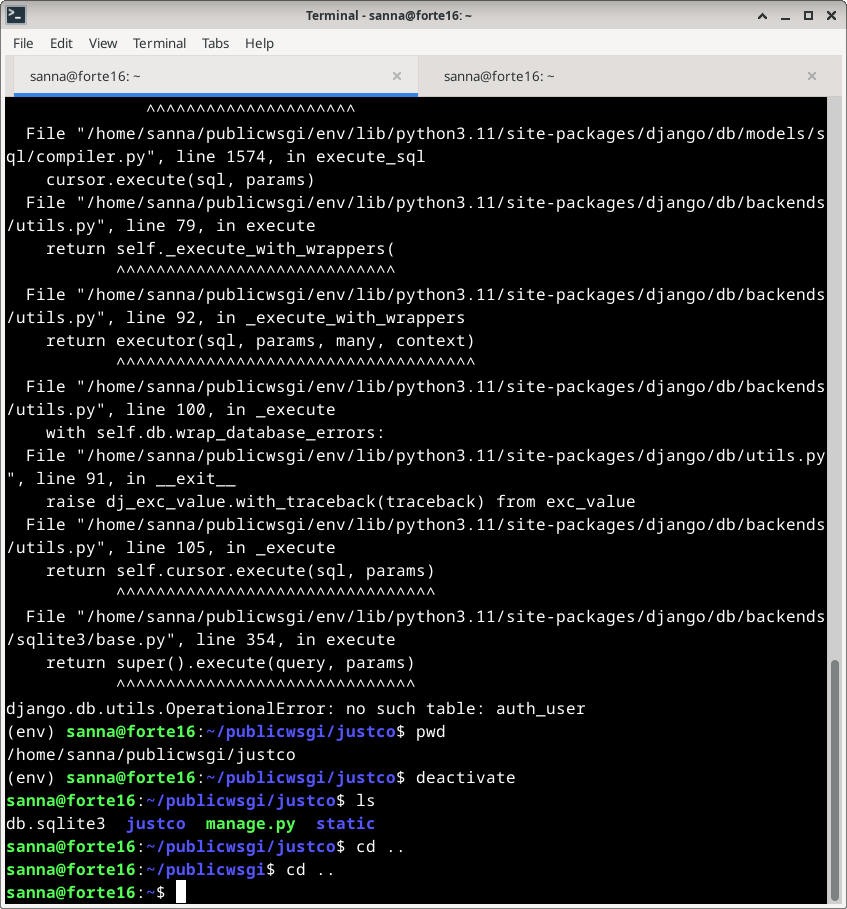 Terminal - sanna@forte16: ~
File Edit View Terminal Tabs Help
sanna@forte16: ~ × sanna@forte16: ~ ×
^^^^^^^^^^^^^^^^^^^^^
  File "/home/sanna/publicwsgi/env/lib/python3.11/site-packages/django/db/models/s
ql/compiler.py", line 1574, in execute_sql
    cursor.execute(sql, params)
  File "/home/sanna/publicwsgi/env/lib/python3.11/site-packages/django/db/backends
/utils.py", line 79, in execute
    return self._execute_with_wrappers(
           ^^^^^^^^^^^^^^^^^^^^^^^^^^^^
  File "/home/sanna/publicwsgi/env/lib/python3.11/site-packages/django/db/backends
/utils.py", line 92, in _execute_with_wrappers
    return executor(sql, params, many, context)
           ^^^^^^^^^^^^^^^^^^^^^^^^^^^^^^^^^^^^
  File "/home/sanna/publicwsgi/env/lib/python3.11/site-packages/django/db/backends
/utils.py", line 100, in _execute
    with self.db.wrap_database_errors:
  File "/home/sanna/publicwsgi/env/lib/python3.11/site-packages/django/db/utils.py
", line 91, in __exit__
    raise dj_exc_value.with_traceback(traceback) from exc_value
  File "/home/sanna/publicwsgi/env/lib/python3.11/site-packages/django/db/backends
/utils.py", line 105, in _execute
    return self.cursor.execute(sql, params)
           ^^^^^^^^^^^^^^^^^^^^^^^^^^^^^^^^
  File "/home/sanna/publicwsgi/env/lib/python3.11/site-packages/django/db/backends
/sqlite3/base.py", line 354, in execute
    return super().execute(query, params)
           ^^^^^^^^^^^^^^^^^^^^^^^^^^^^^^
django.db.utils.OperationalError: no such table: auth_user
(env) sanna@forte16:~/publicwsgi/justco$ pwd
/home/sanna/publicwsgi/justco
(env) sanna@forte16:~/publicwsgi/justco$ deactivate
sanna@forte16:~/publicwsgi/justco$ ls
db.sqlite3  justco  manage.py  static
sanna@forte16:~/publicwsgi/justco$ cd ..
sanna@forte16:~/publicwsgi$ cd ..
sanna@forte16:~$